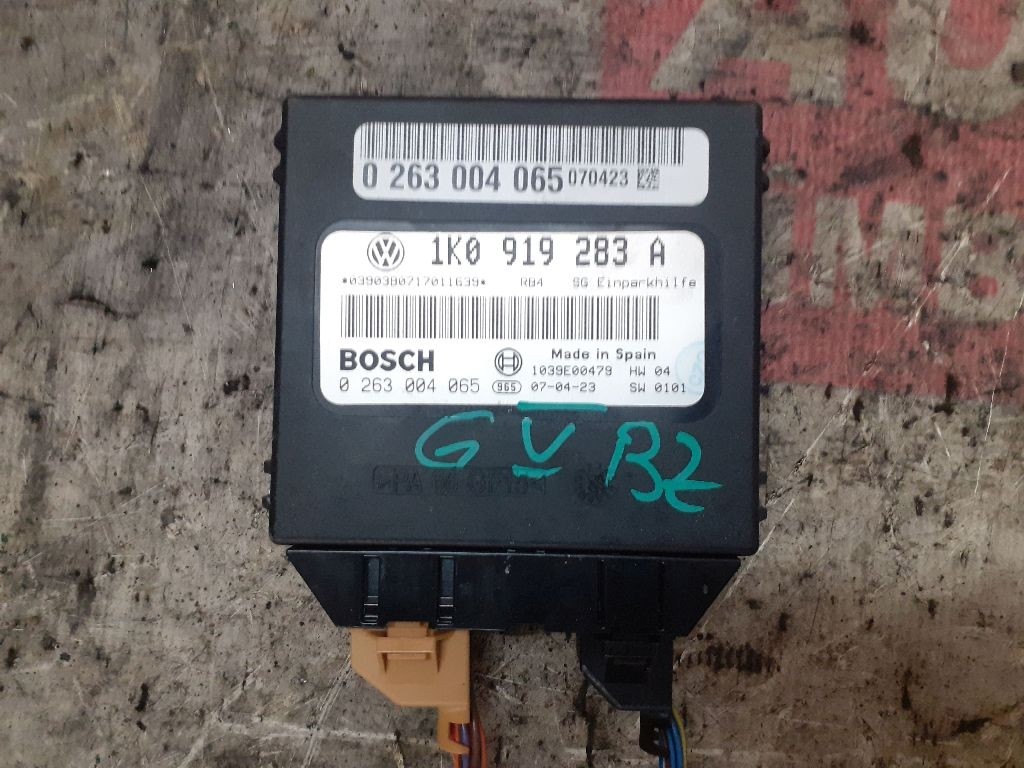 0 263 004 065 070423
1K0 919 283 A
*03903B0717011639* RB4 SG Einparkhilfe
BOSCH
Made in Spain
1039E00479 HW 04
0 263 004 065 965 07-04-23 SW 0101
G V BZ